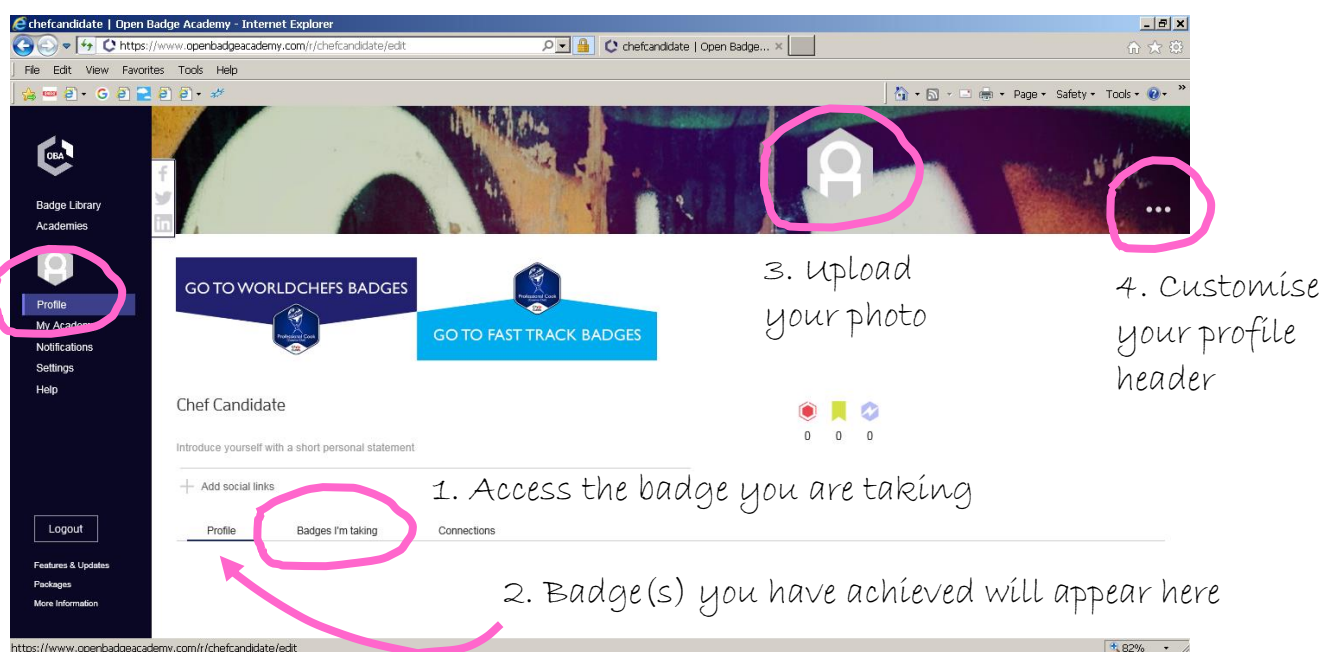 chefcandidate | Open Badge Academy - Internet Explorer
https://www.openbadgeacademy.com/r/chefcandidate/edit
chefcandidate | Open Badge...
File Edit View Favorites Tools Help
Page Safety Tools
OBA
Badge Library
Academies
Profile
My Academ
Notifications
Settings
Help
Logout
Features & Updates
Packages
More Information
f
in
GO TO WORLDCHEFS BADGES
Professional Cook
Professional Cook
GO TO FAST TRACK BADGES
3. Upload
your photo
4. Customise
your profile
header
Chef Candidate
0 0 0
Introduce yourself with a short personal statement
Add social links
1. Access the badge you are taking
Profile Badges I'm taking Connections
2. Badge(s) you have achieved will appear here
https://www.openbadgeacademy.com/r/chefcandidate/edit
82%